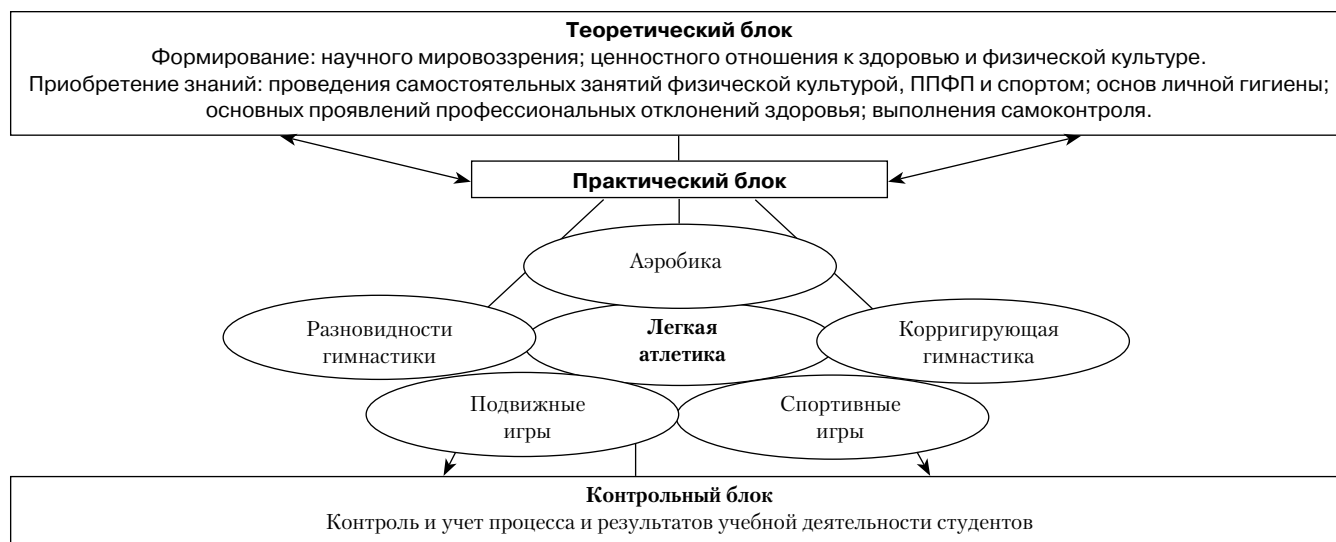 Теоретический блок
Формирование: научного мировоззрения; ценностного отношения к здоровью и физической культуре.
Приобретение знаний: проведения самостоятельных занятий физической культурой, ППФП и спортом; основ личной гигиены;
основных проявлений профессиональных отклонений здоровья; выполнения самоконтроля.
Практический блок
Аэробика
Разновидности
гимнастики
Легкая
атлетика
Корригирующая
гимнастика
Подвижные
игры
Спортивные
игры
Контрольный блок
Контроль и учет процесса и результатов учебной деятельности студентов